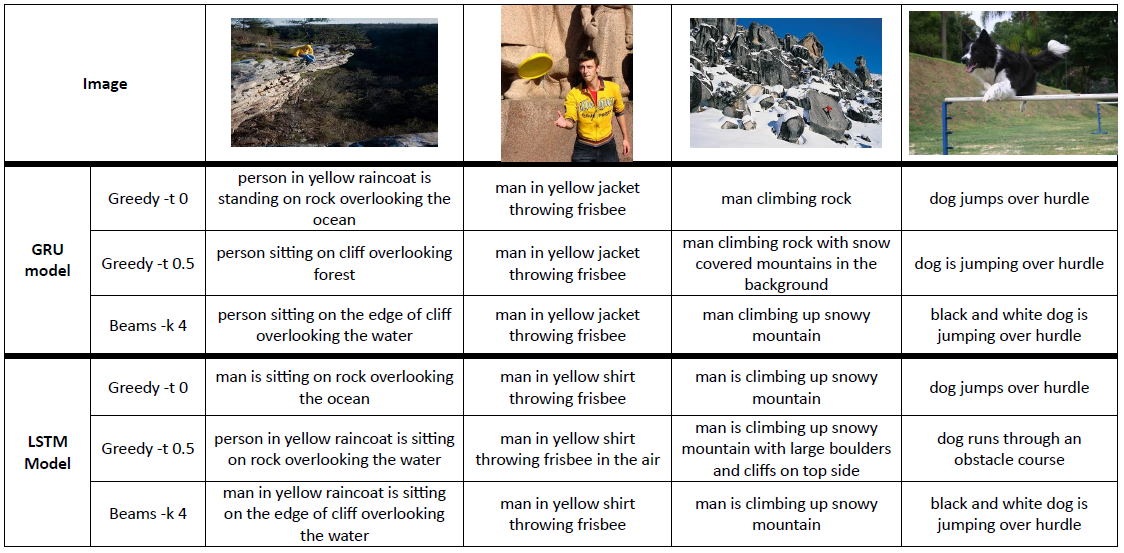 Image
GRU
model
Greedy -t 0
person in yellow raincoat is
standing on rock overlooking the
ocean
man in yellow jacket
throwing frisbee
man climbing rock
dog jumps over hurdle
Greedy -t 0.5
person sitting on cliff overlooking
forest
man in yellow jacket
throwing frisbee
man climbing rock with snow
covered mountains in the
background
dog is jumping over hurdle
Beams -k 4
person sitting on the edge of cliff
overlooking the water
man in yellow jacket
throwing frisbee
man climbing up snowy
mountain
black and white dog is
jumping over hurdle
LSTM
Model
Greedy -t 0
man is sitting on rock overlooking
the ocean
man in yellow shirt
throwing frisbee
man is climbing up snowy
mountain
dog jumps over hurdle
Greedy -t 0.5
person in yellow raincoat is sitting
on rock overlooking the water
man in yellow shirt
throwing frisbee in the air
man is climbing up snowy
mountain with large boulders
and cliffs on top side
dog runs through an
obstacle course
Beams -k 4
man in yellow raincoat is sitting
on the edge of cliff overlooking
the water
man in yellow shirt
throwing frisbee
man is climbing up snowy
mountain
black and white dog is
jumping over hurdle